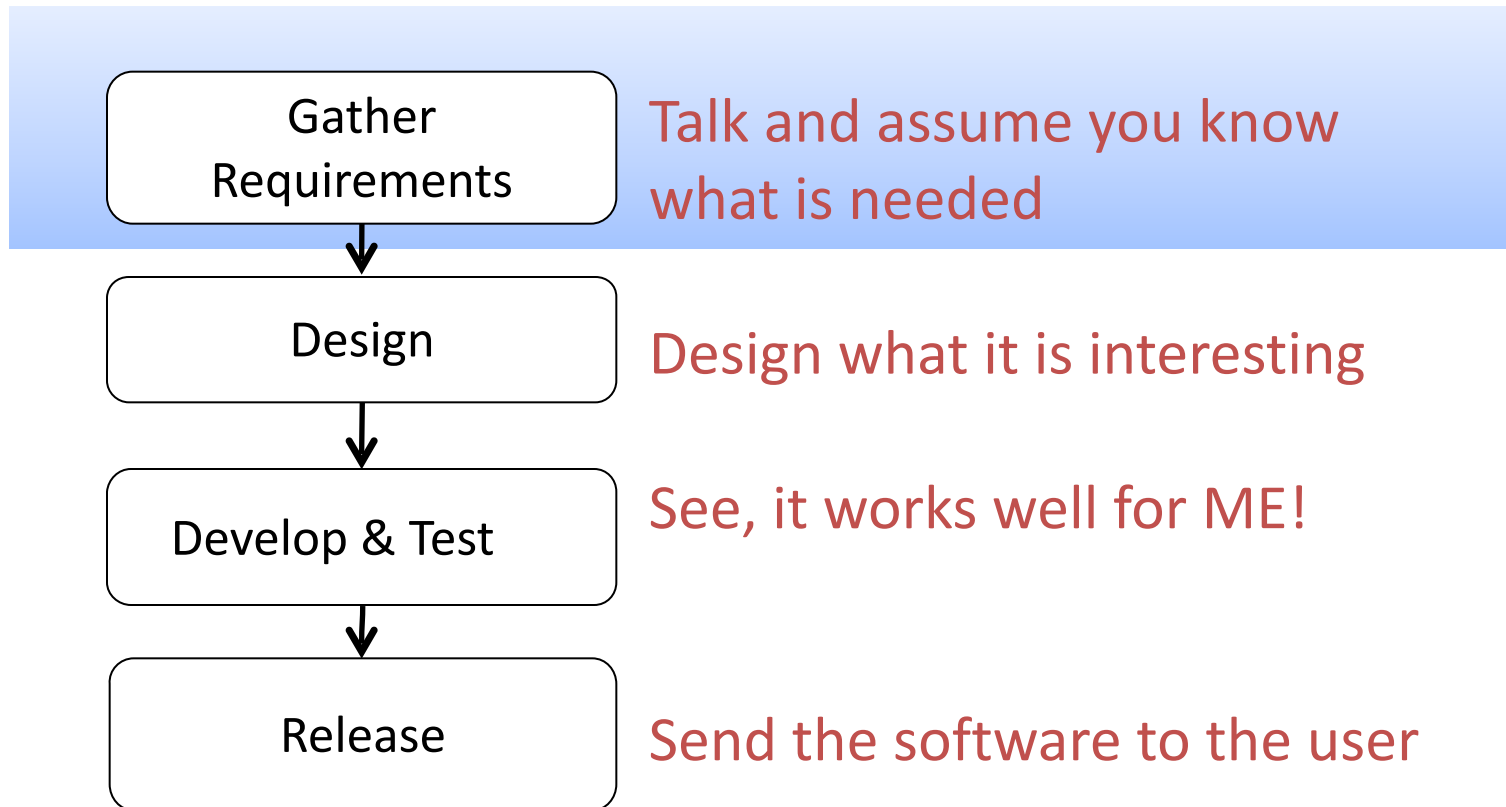 Gather
Requirements
Talk and assume you know
what is needed
Design
Design what it is interesting
Develop & Test
See, it works well for ME!
Release
Send the software to the user